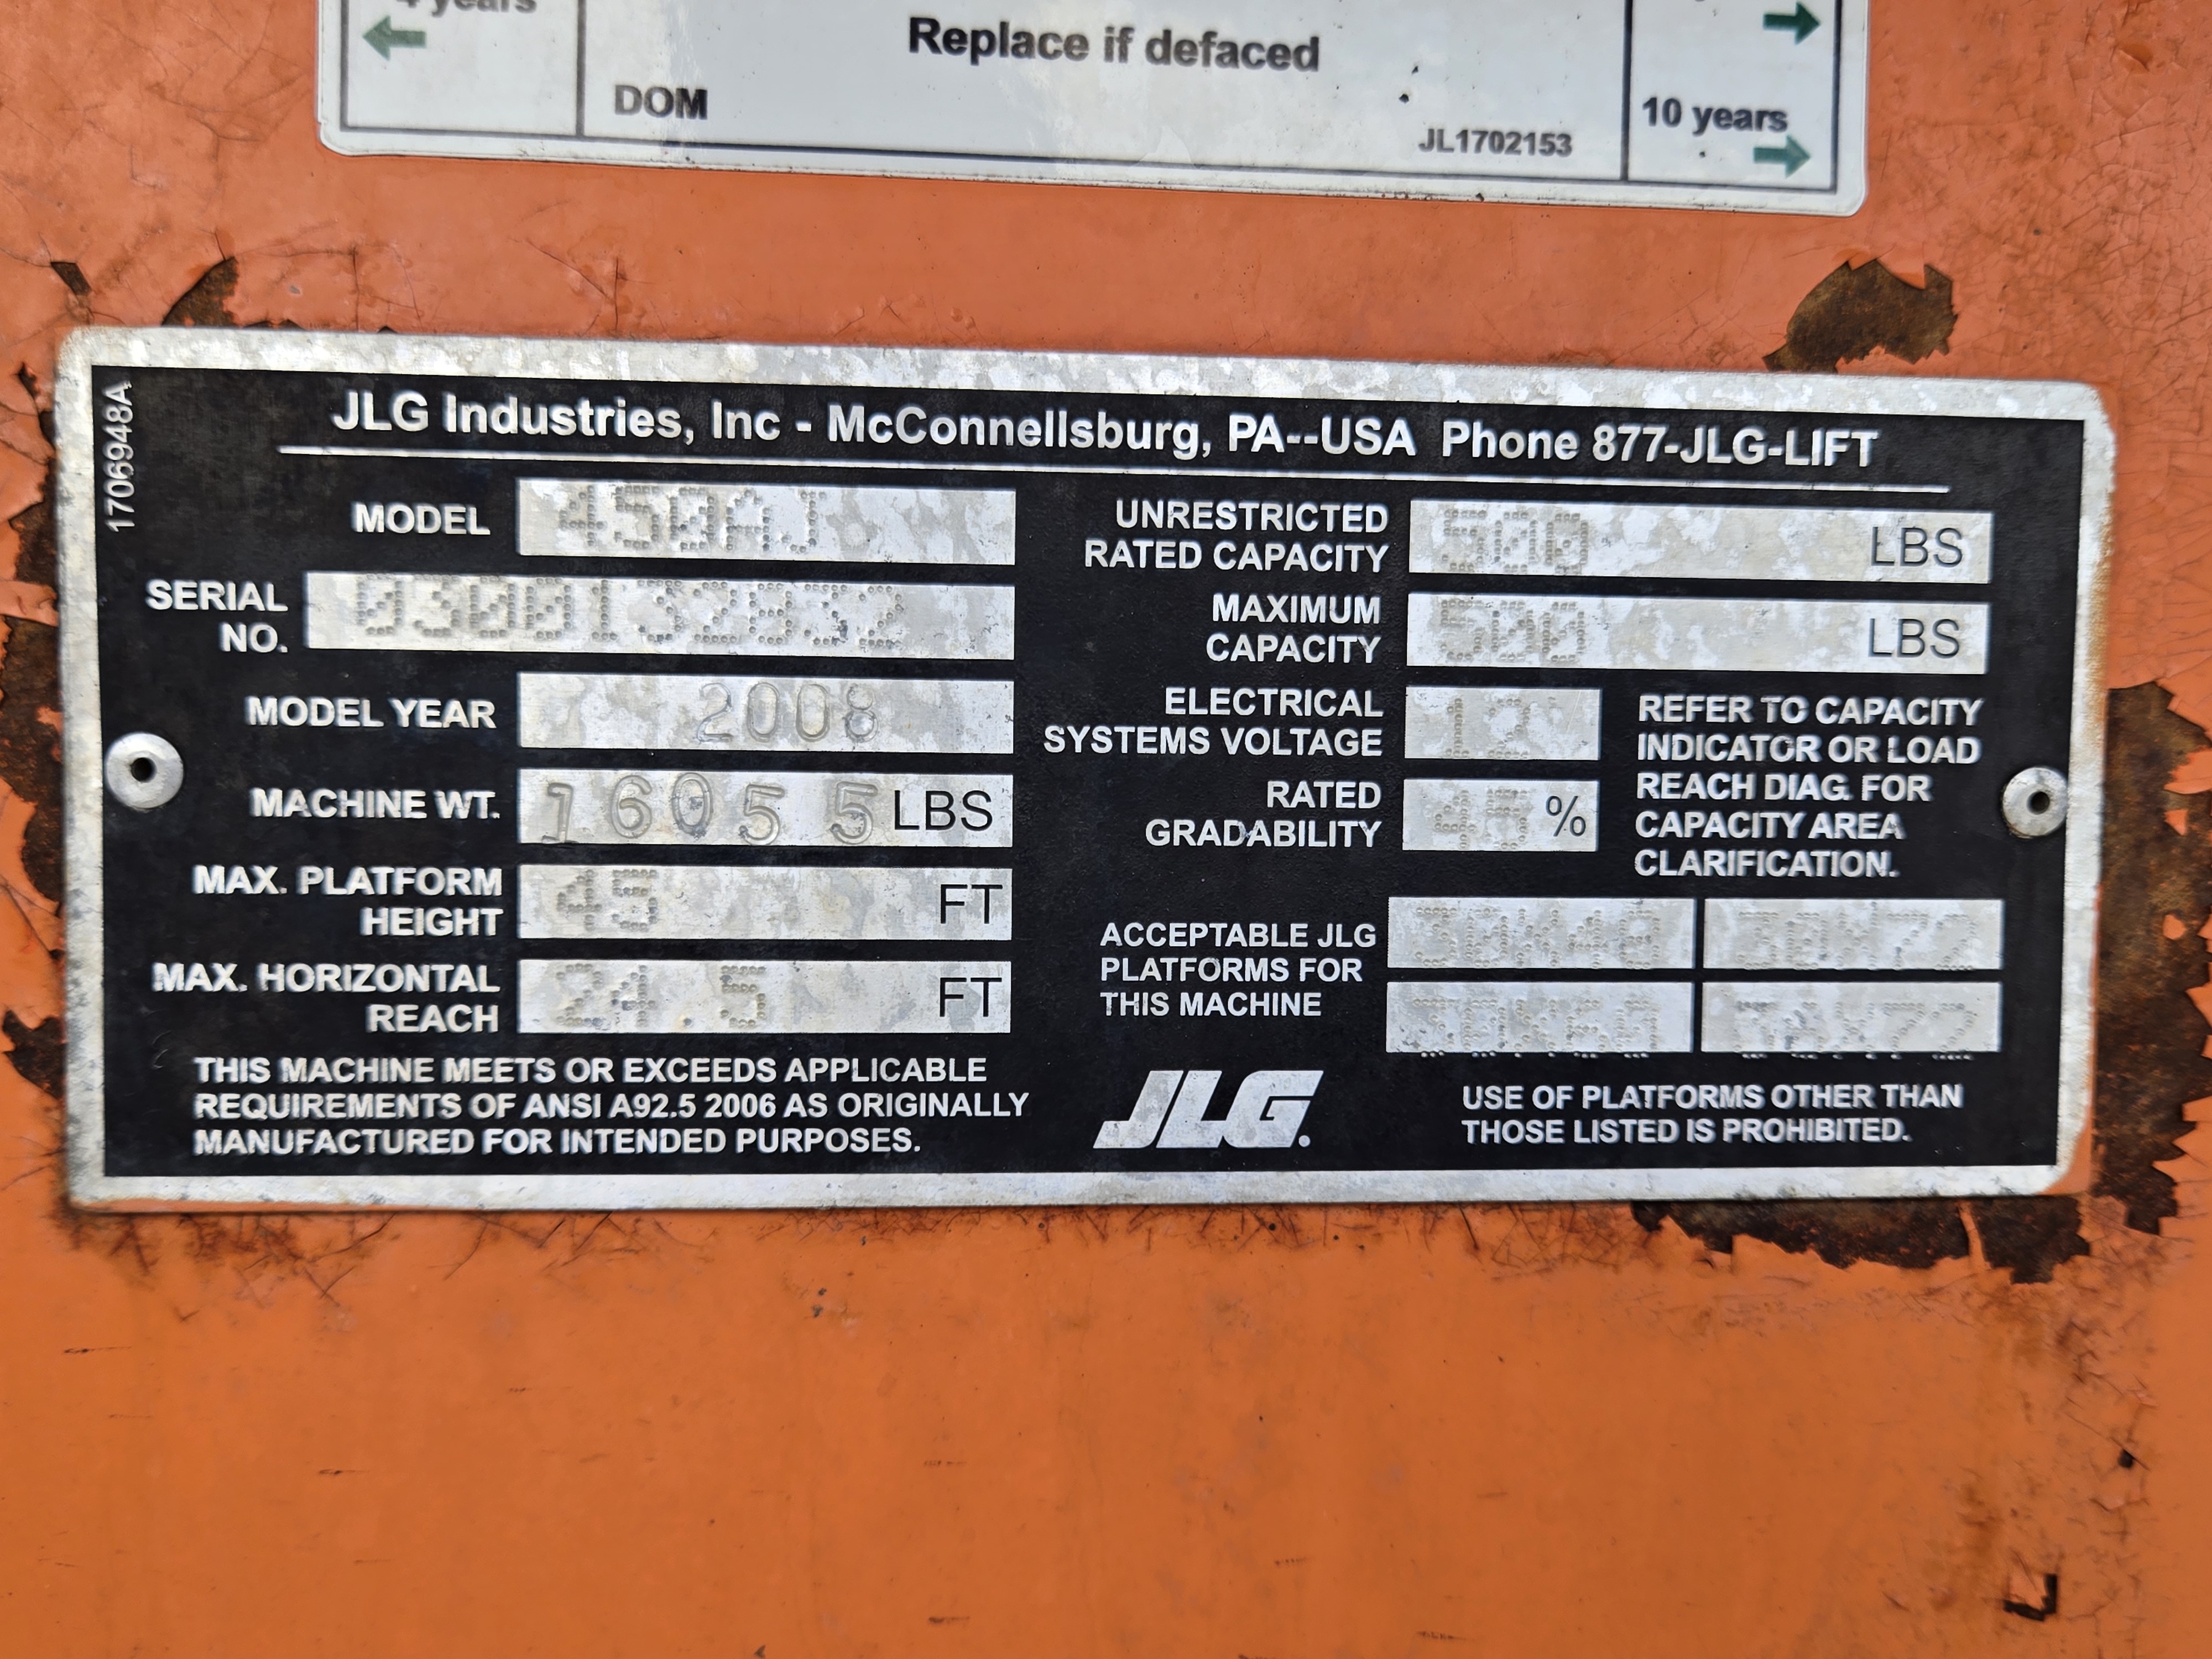 4 years
Replace if defaced
DOM
JL1702153
10 years
1706948A
JLG Industries, Inc - McConnellsburg, PA--USA Phone 877-JLG-LIFT
MODEL 450AJ
SERIAL NO. 0300132832
MODEL YEAR 2008
MACHINE WT. 16055 LBS
MAX. PLATFORM HEIGHT 45 FT
MAX. HORIZONTAL REACH 24.5 FT
THIS MACHINE MEETS OR EXCEEDS APPLICABLE
REQUIREMENTS OF ANSI A92.5 2006 AS ORIGINALLY
MANUFACTURED FOR INTENDED PURPOSES.
UNRESTRICTED
RATED CAPACITY 500 LBS
MAXIMUM
CAPACITY 500 LBS
ELECTRICAL
SYSTEMS VOLTAGE 12
RATED
GRADABILITY 45 %
REFER TO CAPACITY
INDICATOR OR LOAD
REACH DIAG. FOR
CAPACITY AREA
CLARIFICATION.
ACCEPTABLE JLG
PLATFORMS FOR
THIS MACHINE
JLG.
USE OF PLATFORMS OTHER THAN
THOSE LISTED IS PROHIBITED.